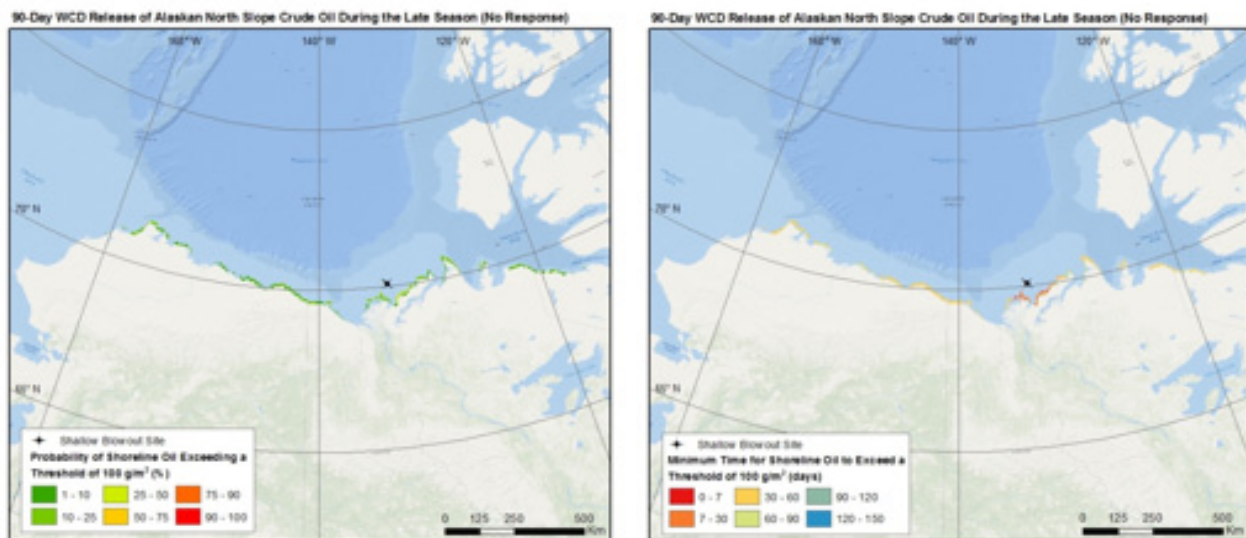 90-Day WCD Release of Alaskan North Slope Crude Oil During the Late Season (No Response)
160° W
140° W
120° W
70° N
Shallow Blowout Site
Probability of Shoreline Oil Exceeding a
Threshold of 100 g/m² (%)
1 - 10
25 - 50
75 - 90
10 - 25
50 - 75
90 - 100
0 125 250 500
Km
90-Day WCD Release of Alaskan North Slope Crude Oil During the Late Season (No Response)
160° W
140° W
120° W
70° N
Shallow Blowout Site
Minimum Time for Shoreline Oil to Exceed a
Threshold of 100 g/m² (days)
0 - 7
30 - 60
90 - 120
7 - 30
60 - 90
120 - 150
0 125 250 500
Km